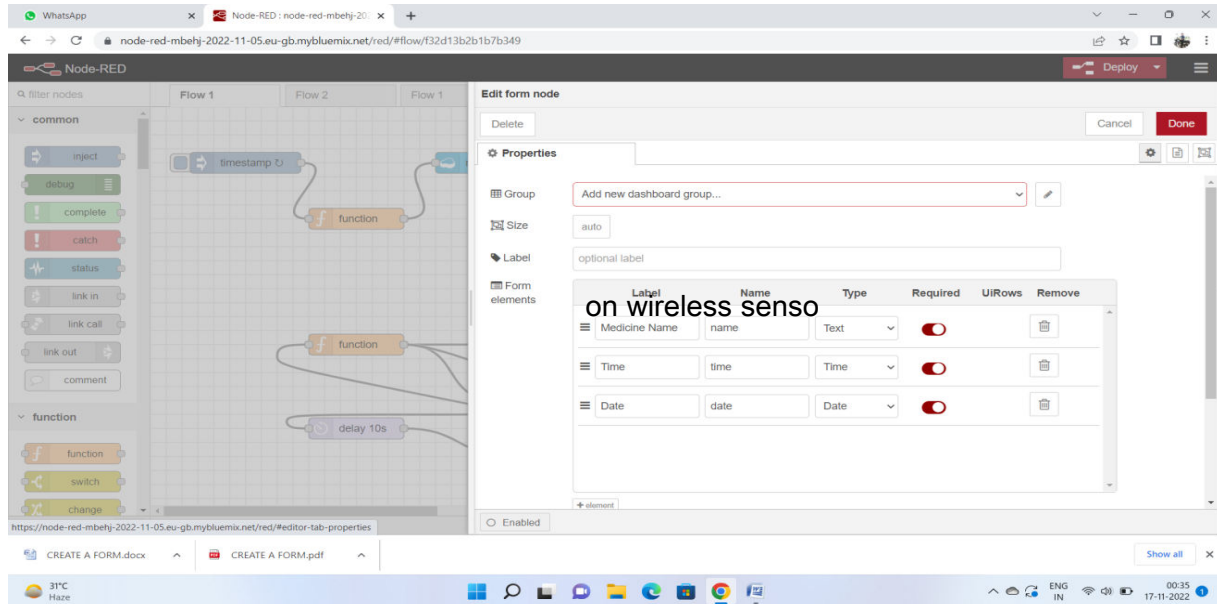 WhatsApp
Node-RED : node-red-mbehj-20
node-red-mbehj-2022-11-05.eu-gb.mybluemix.net/red/#flow/f32d13b2b1b7b349
Node-RED
Deploy
filter nodes
Flow 1
Flow 2
Flow 1
common
inject
debug
complete
catch
status
link in
link call
link out
comment
function
function
switch
change
timestamp ↻
function
function
delay 10s
Edit form node
Delete
Cancel
Done
Properties
Group
Add new dashboard group...
Size
auto
Label
optional label
Form
elements
Label Name Type Required UiRows Remove
on wireless senso
Medicine Name name Text
Time time Time
Date date Date
+ element
Enabled
https://node-red-mbehj-2022-11-05.eu-gb.mybluemix.net/red/#editor-tab-properties
CREATE A FORM.docx
CREATE A FORM.pdf
Show all
31°C
Haze
ENG
IN
00:35
17-11-2022
1